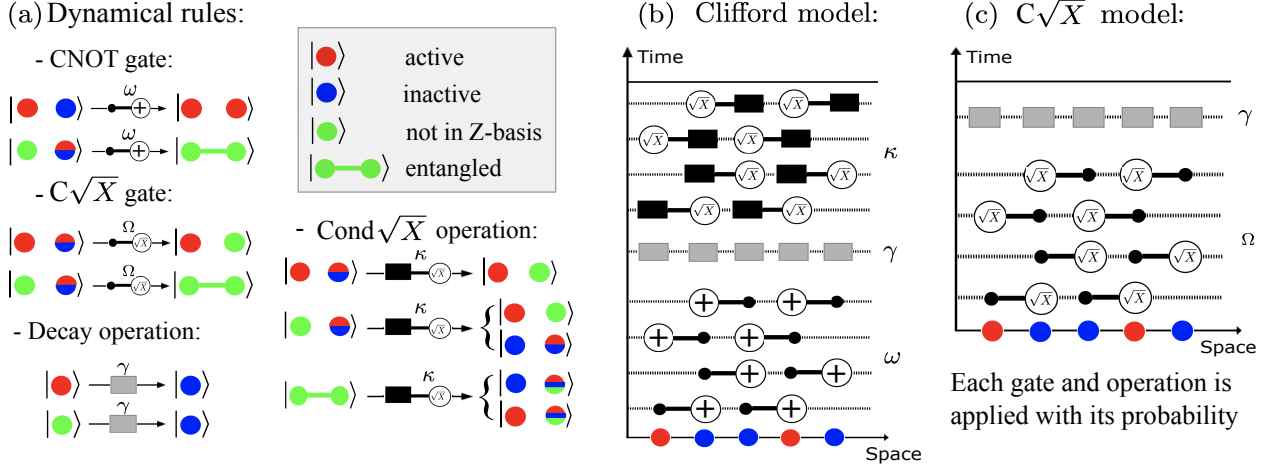 (a) Dynamical rules:
- CNOT gate:
ω
ω
- C√X gate:
Ω
√X
Ω
√X
- Decay operation:
γ
γ
active
inactive
not in Z-basis
entangled
- Cond√X operation:
κ
√X
κ
√X
κ
√X
(b) Clifford model:
Time
√X √X
√X √X
κ
√X √X
√X √X
γ
ω
Space
(c) C√X model:
Time
γ
√X √X
√X √X
Ω
√X √X
√X √X
Space
Each gate and operation is
applied with its probability